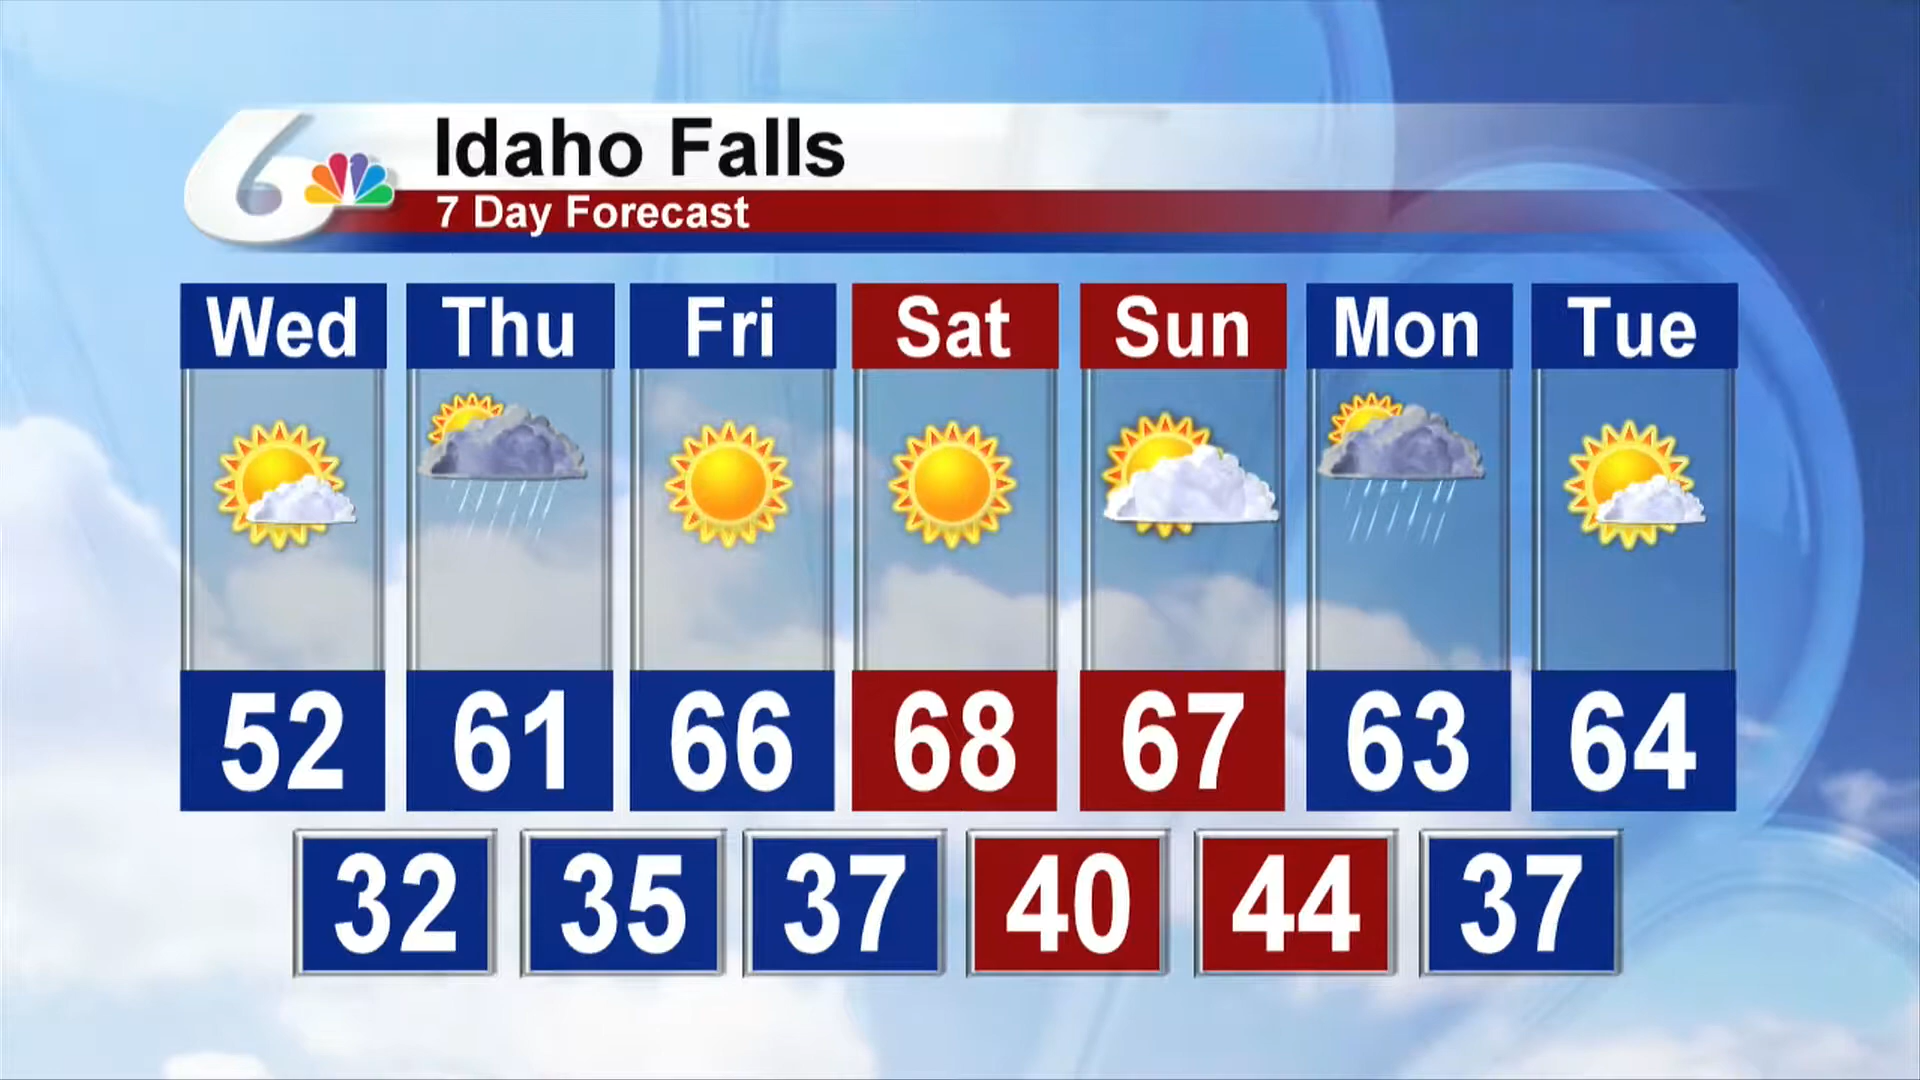 6
Idaho Falls
7 Day Forecast
Wed Thu Fri Sat Sun Mon Tue
52 61 66 68 67 63 64
32 35 37 40 44 37